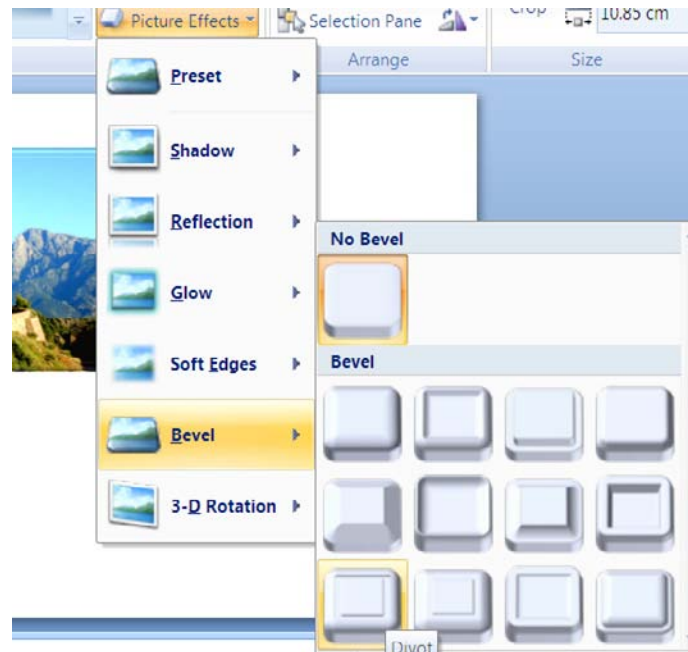 Picture Effects
Selection Pane
Crop
10.85 cm
Arrange
Size
Preset
Shadow
Reflection
Glow
Soft Edges
Bevel
3-D Rotation
No Bevel
Bevel
Divot